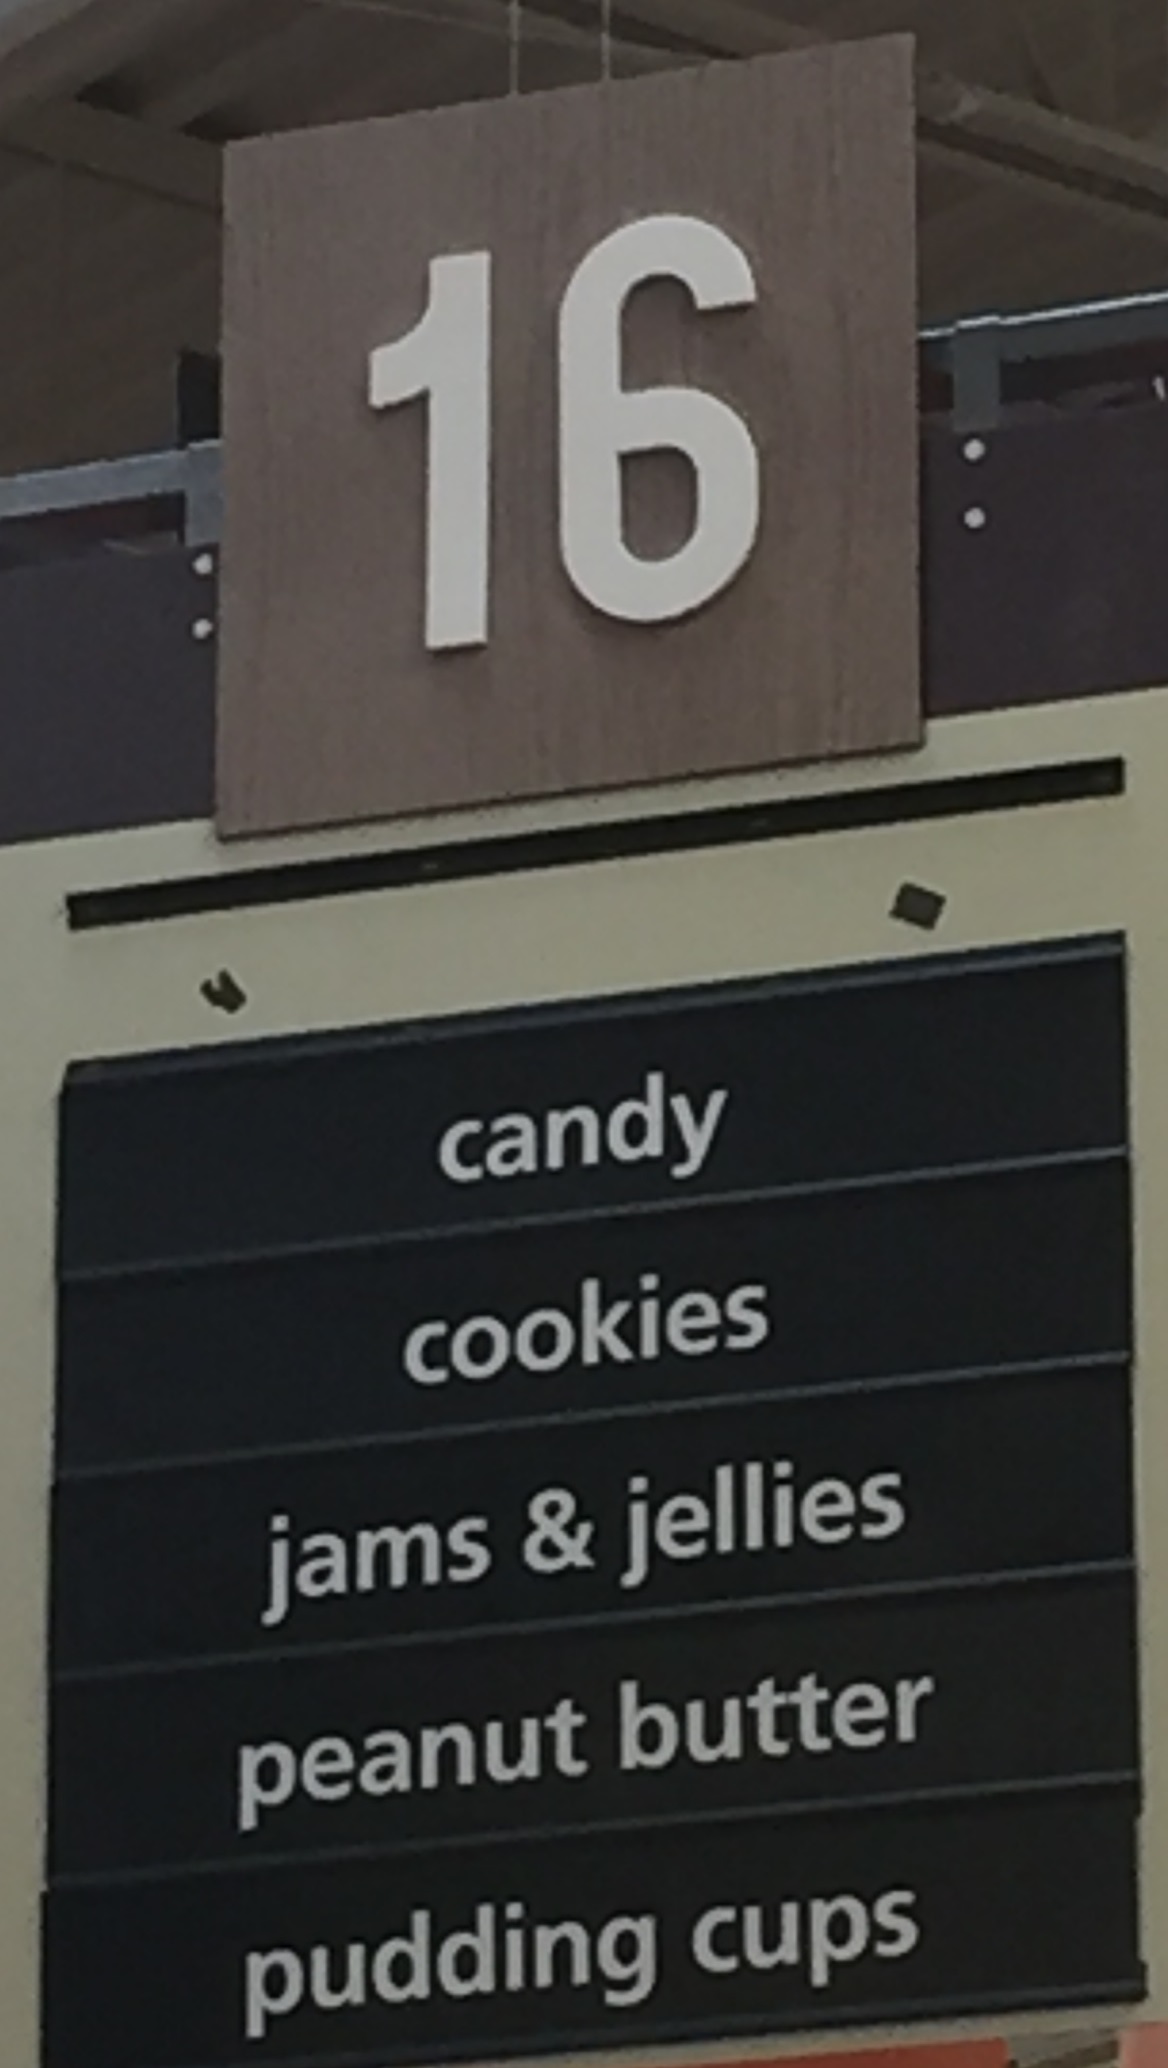 16
candy
cookies
jams & jellies
peanut butter
pudding cups